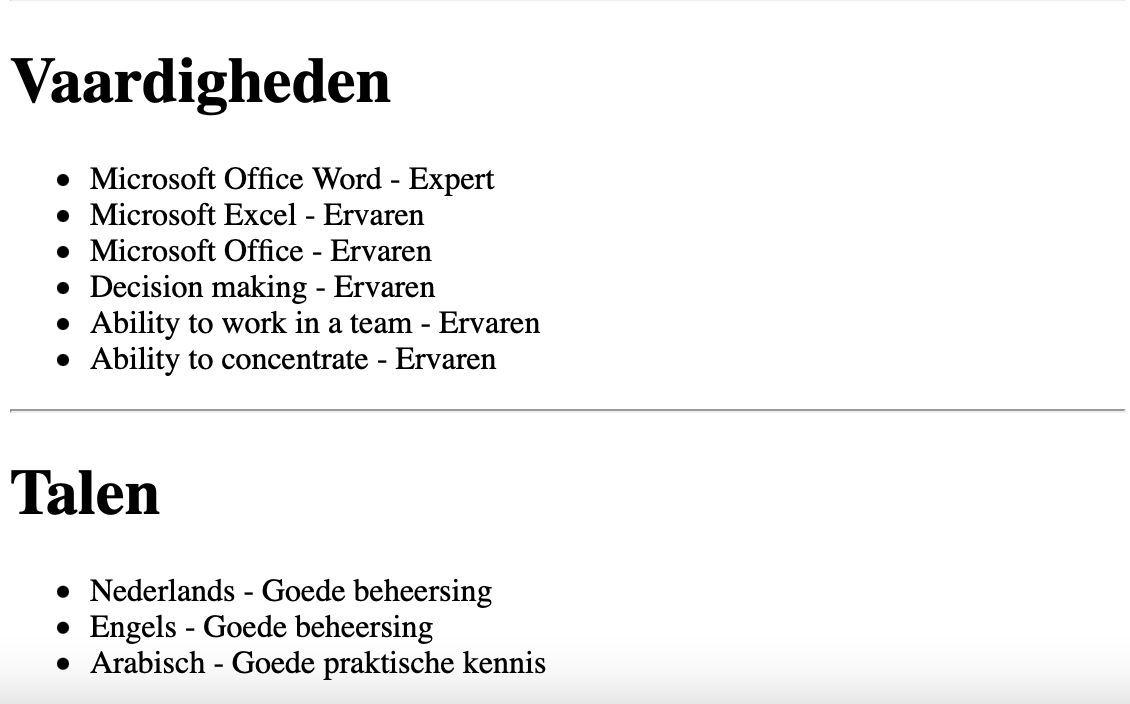 Vaardigheden
Microsoft Office Word - Expert
Microsoft Excel - Ervaren
Microsoft Office - Ervaren
Decision making - Ervaren
Ability to work in a team - Ervaren
Ability to concentrate - Ervaren
Talen
Nederlands - Goede beheersing
Engels - Goede beheersing
Arabisch - Goede praktische kennis